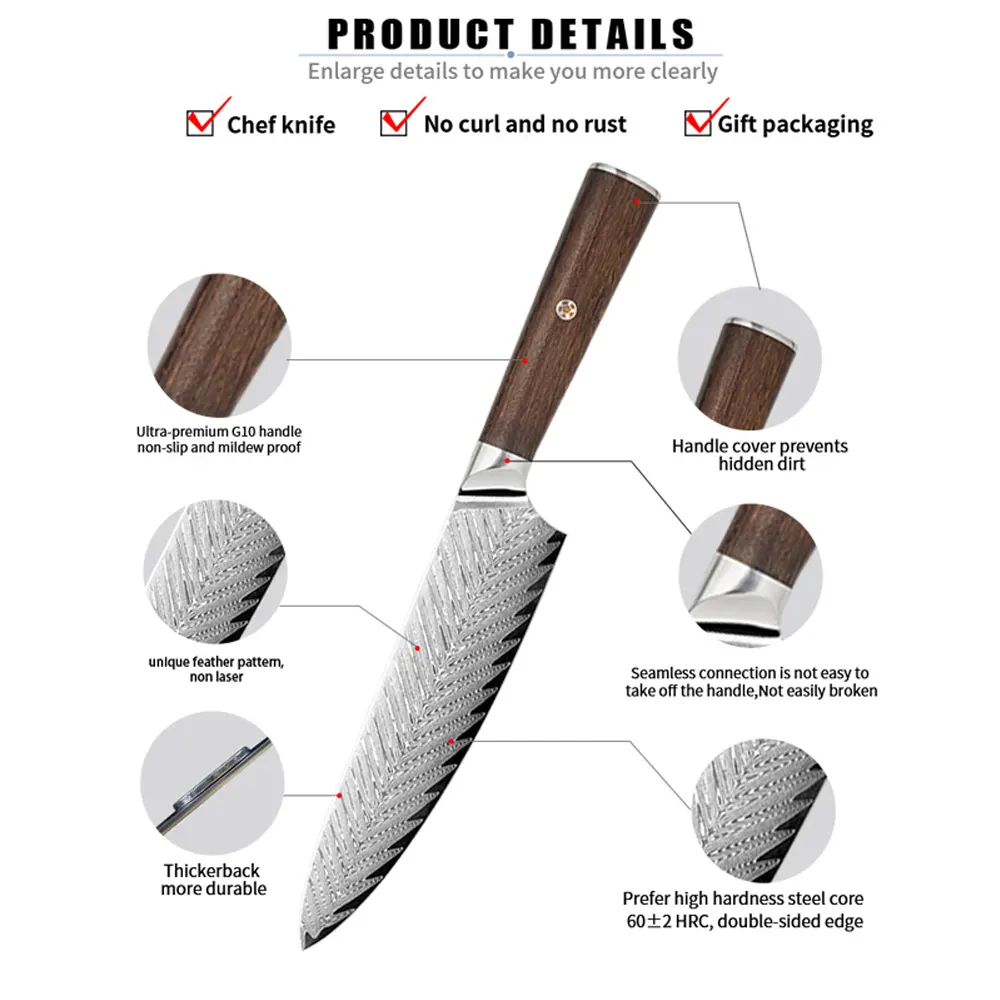 PRODUCT DETAILS
Enlarge details to make you more clearly
Chef knife
No curl and no rust
Gift packaging
Ultra-premium G10 handle
non-slip and mildew proof
Handle cover prevents
hidden dirt
unique feather pattern,
non laser
Seamless connection is not easy to
take off the handle,Not easily broken
Thickerback
more durable
Prefer high hardness steel core
60±2 HRC, double-sided edge